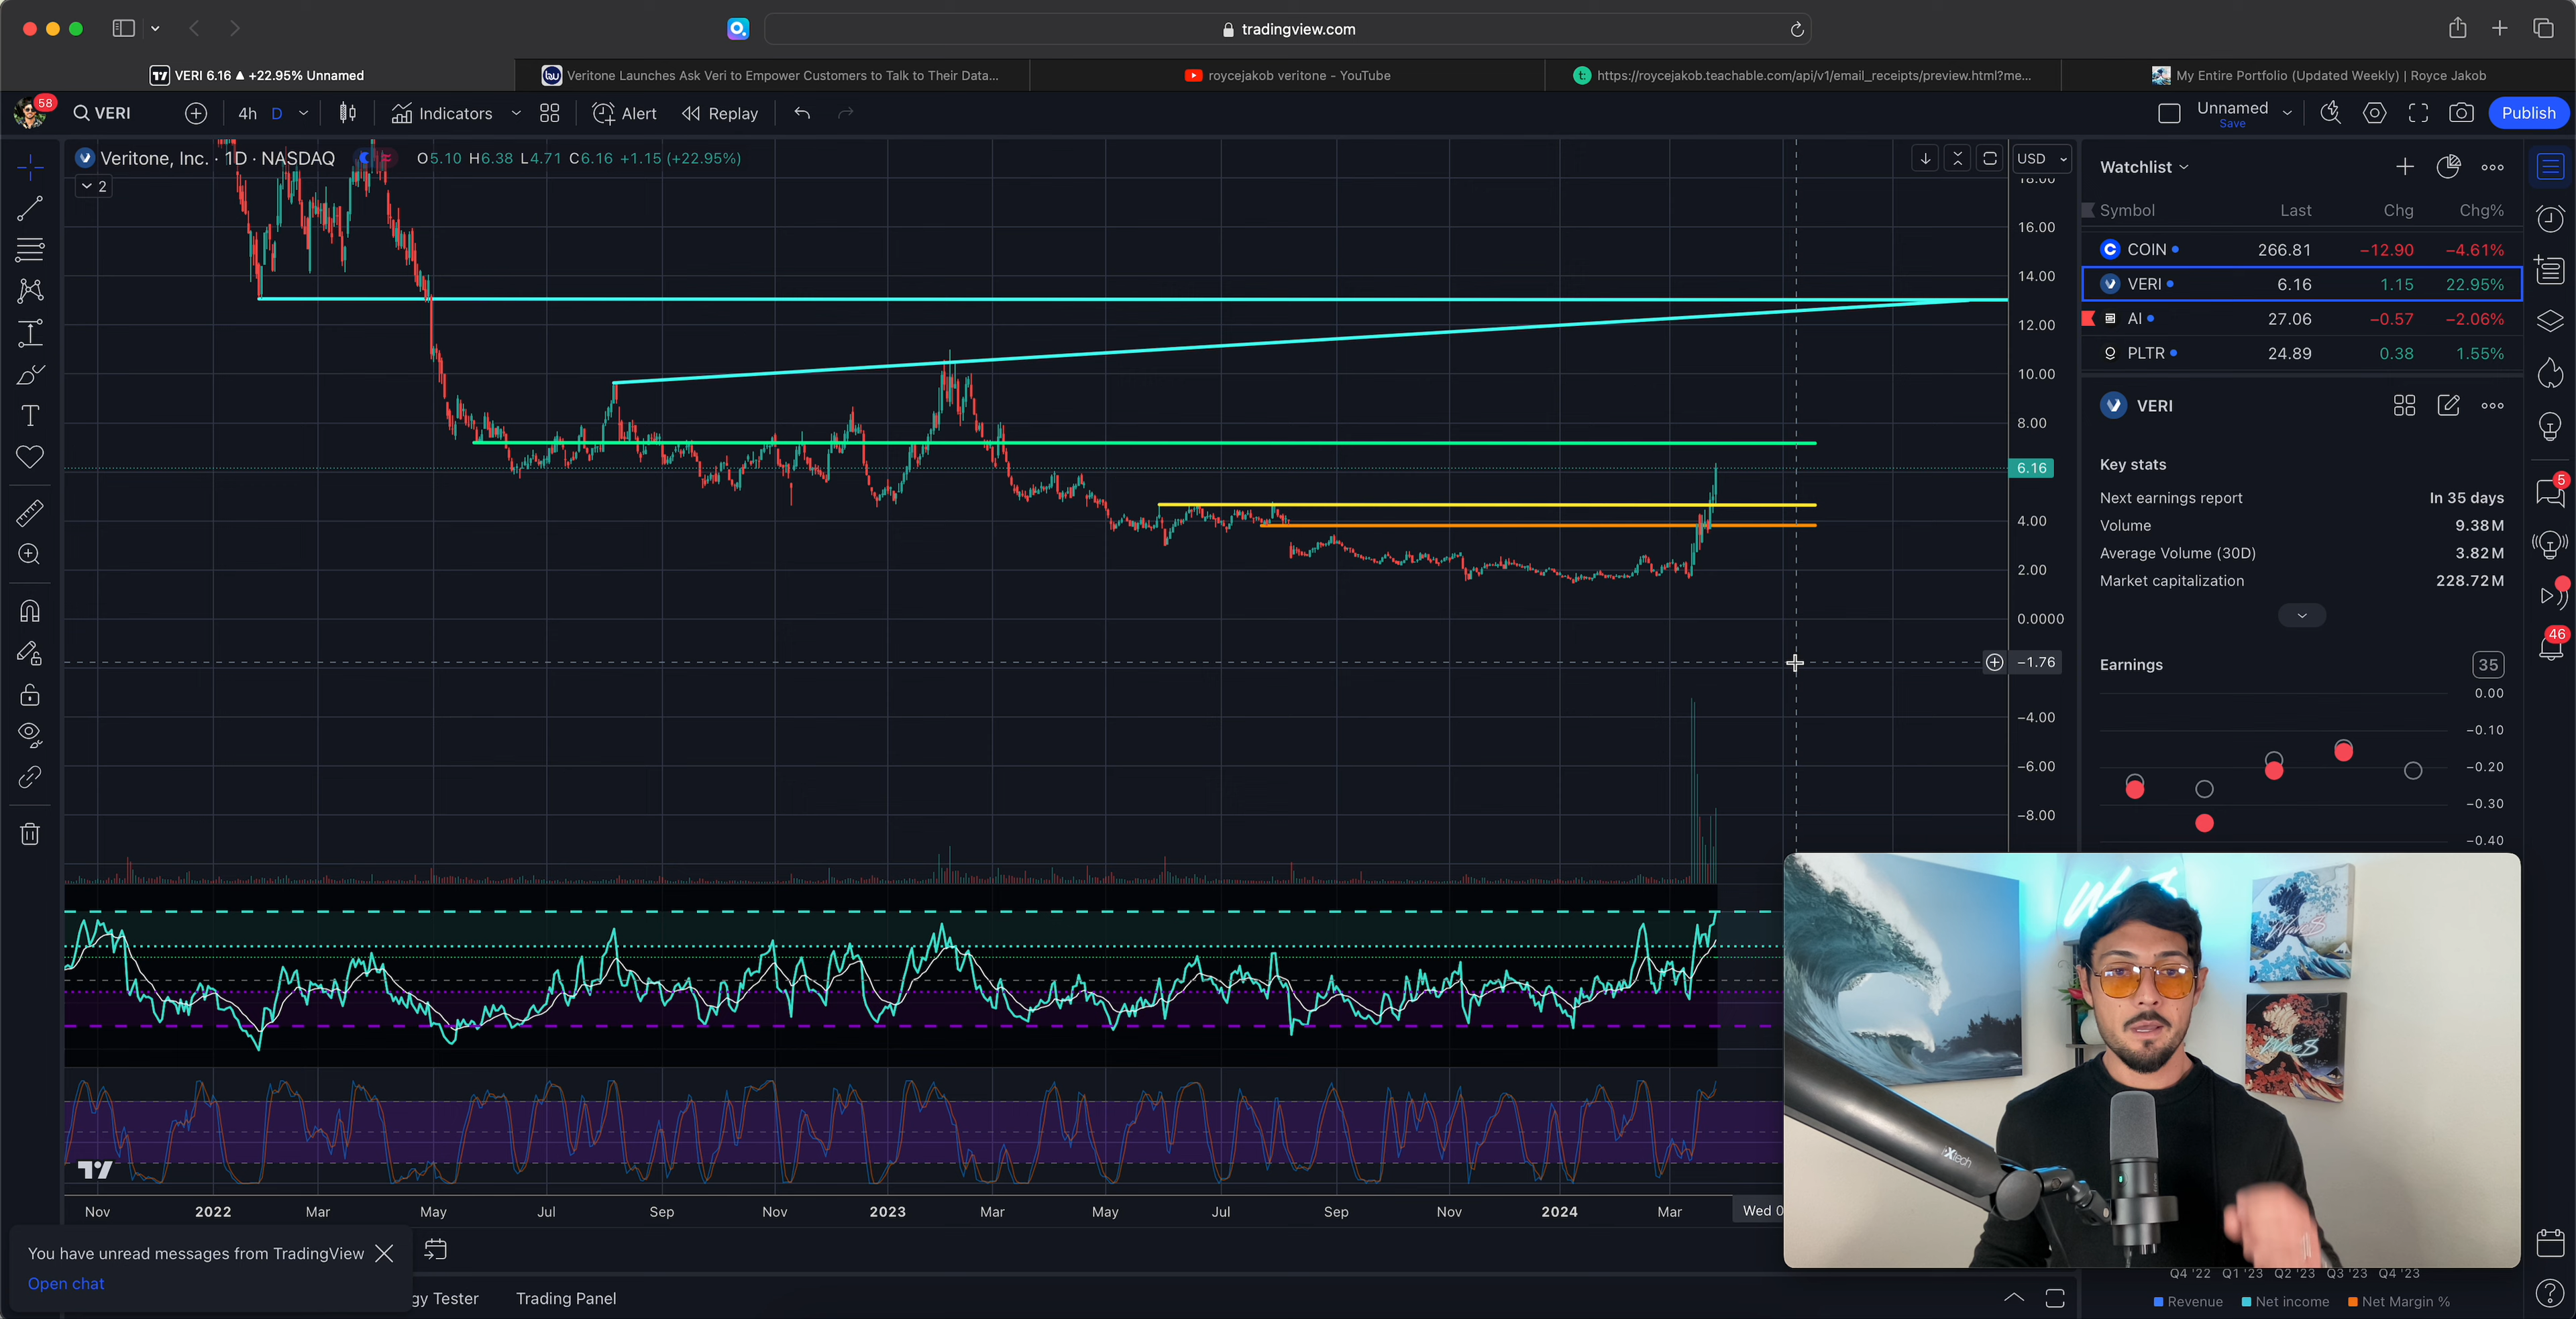 tradingview.com
VERI 6.16 ▲ +22.95% Unnamed
Veritone Launches Ask Veri to Empower Customers to Talk to Their Data...
roycejakob veritone - YouTube
https://roycejakob.teachable.com/api/v1/email_receipts/preview.html?me...
My Entire Portfolio (Updated Weekly) | Royce Jakob
58
VERI
4h D
Indicators
Alert
Replay
Unnamed
Save
Publish
Veritone, Inc. · 1D · NASDAQ
O5.10 H6.38 L4.71 C6.16 +1.15 (+22.95%)
2
USD
18.00
16.00
14.00
12.00
10.00
8.00
6.16
4.00
2.00
0.0000
−1.76
−4.00
−6.00
−8.00
Watchlist
Symbol Last Chg Chg%
COIN 266.81 −12.90 −4.61%
VERI 6.16 1.15 22.95%
AI 27.06 −0.57 −2.06%
PLTR 24.89 0.38 1.55%
VERI
Key stats
Next earnings report In 35 days
Volume 9.38M
Average Volume (30D) 3.82M
Market capitalization 228.72M
Earnings 35
0.00
−0.10
−0.20
−0.30
−0.40
5
46
WaveS
WaveS
Nov 2022 Mar May Jul Sep Nov 2023 Mar May Jul Sep Nov 2024 Mar Wed 0
You have unread messages from TradingView
Open chat
gy Tester
Trading Panel
Q4 '22 Q1 '23 Q2 '23 Q3 '23 Q4 '23
Revenue Net income Net Margin %